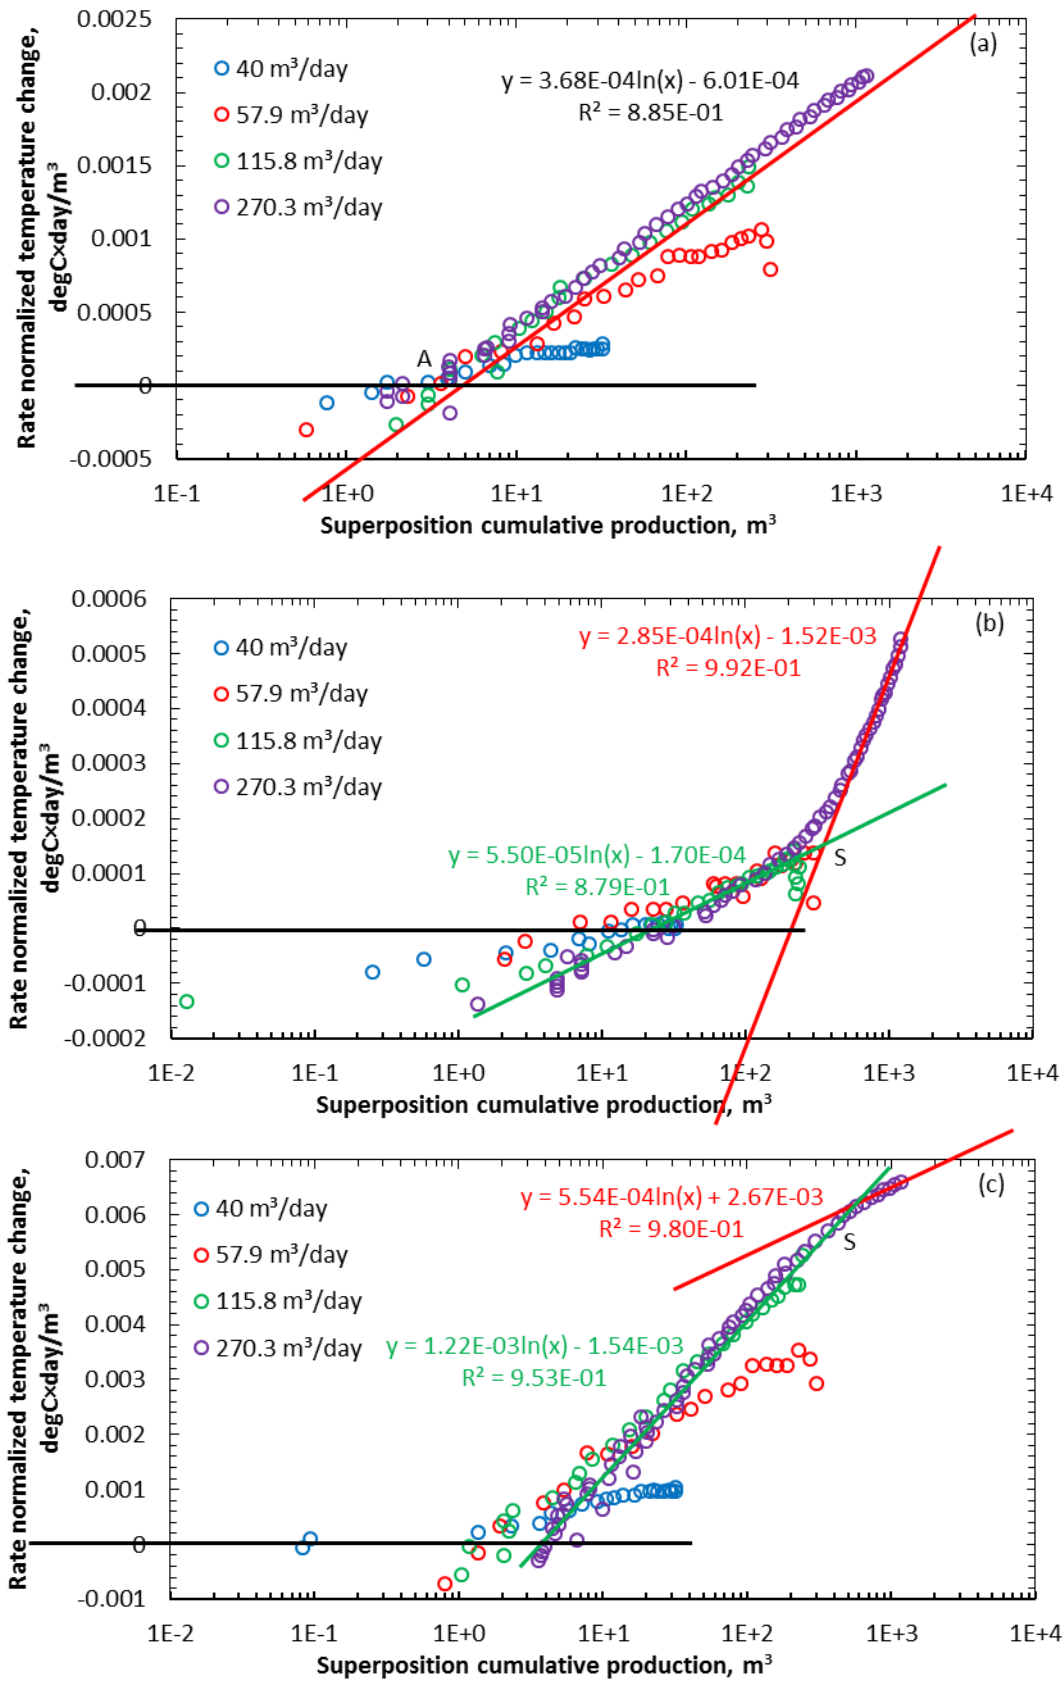 Rate normalized temperature change,
degC×day/m³
0.0025
0.002
0.0015
0.001
0.0005
0
-0.0005
(a)
40 m³/day
57.9 m³/day
115.8 m³/day
270.3 m³/day
y = 3.68E-04ln(x) - 6.01E-04
R² = 8.85E-01
A
1E-1 1E+0 1E+1 1E+2 1E+3 1E+4
Superposition cumulative production, m³
Rate normalized temperature change,
degC×day/m³
0.0006
0.0005
0.0004
0.0003
0.0002
0.0001
0
-0.0001
-0.0002
(b)
40 m³/day
57.9 m³/day
115.8 m³/day
270.3 m³/day
y = 2.85E-04ln(x) - 1.52E-03
R² = 9.92E-01
y = 5.50E-05ln(x) - 1.70E-04
R² = 8.79E-01
S
1E-2 1E-1 1E+0 1E+1 1E+2 1E+3 1E+4
Superposition cumulative production, m³
Rate normalized temperature change,
degC×day/m³
0.007
0.006
0.005
0.004
0.003
0.002
0.001
0
-0.001
(c)
40 m³/day
57.9 m³/day
115.8 m³/day
270.3 m³/day
y = 5.54E-04ln(x) + 2.67E-03
R² = 9.80E-01
S
y = 1.22E-03ln(x) - 1.54E-03
R² = 9.53E-01
1E-2 1E-1 1E+0 1E+1 1E+2 1E+3 1E+4
Superposition cumulative production, m³